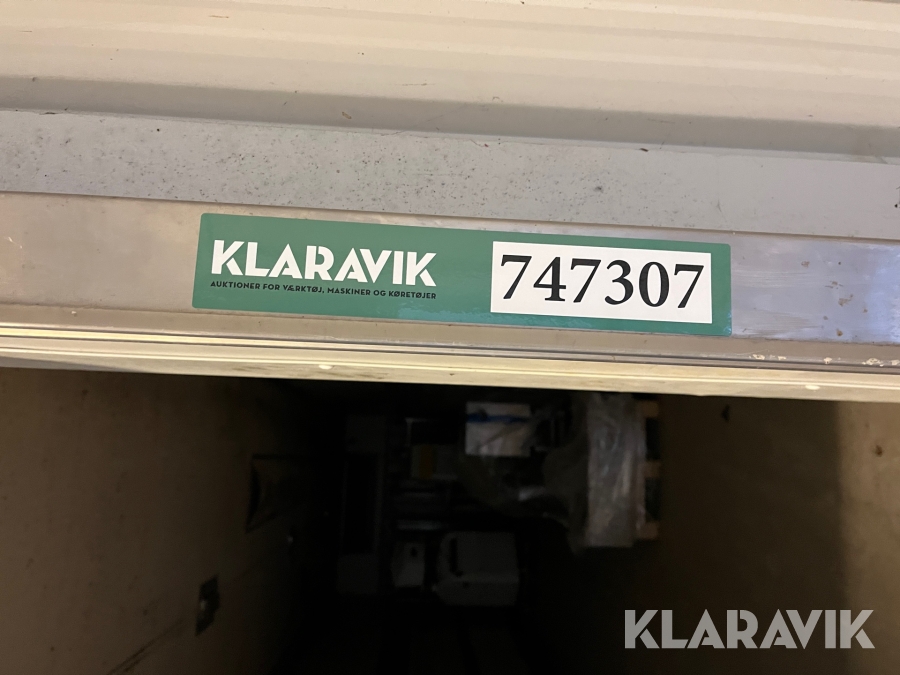 KLARAVIK
AUKTIONER FOR VÆRKTØJ, MASKINER OG KØRETØJER
747307
KLARAVIK